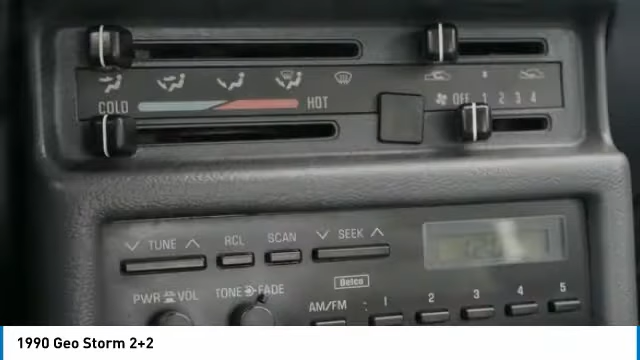 COLD HOT
OFF 1 2 3 4
TUNE RCL SCAN SEEK
Delco
PWR VOL TONE FADE
AM/FM 1 2 3 4 5
1990 Geo Storm 2+2